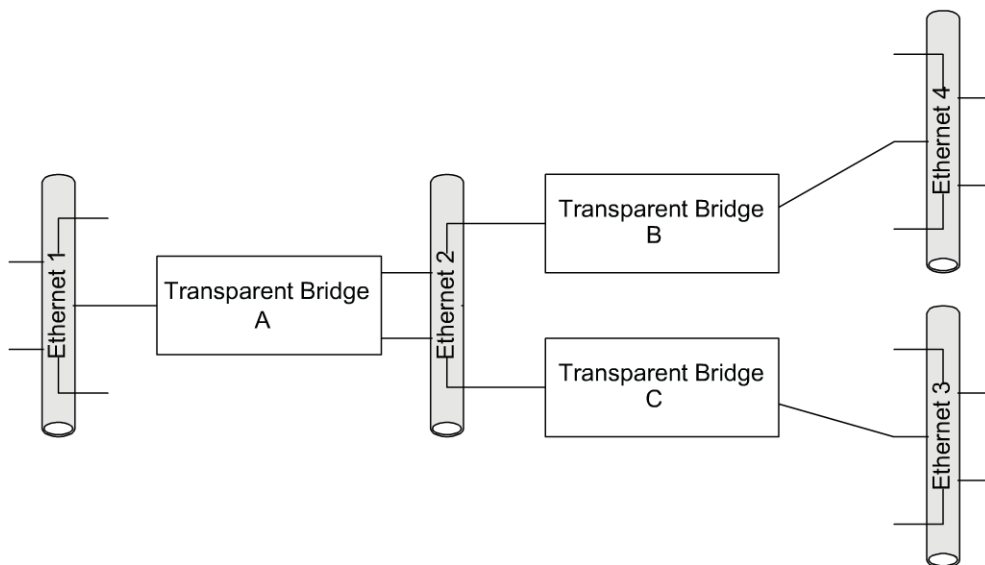 Ethernet 1
Transparent Bridge
A
Ethernet 2
Transparent Bridge
B
Transparent Bridge
C
Ethernet 4
Ethernet 3